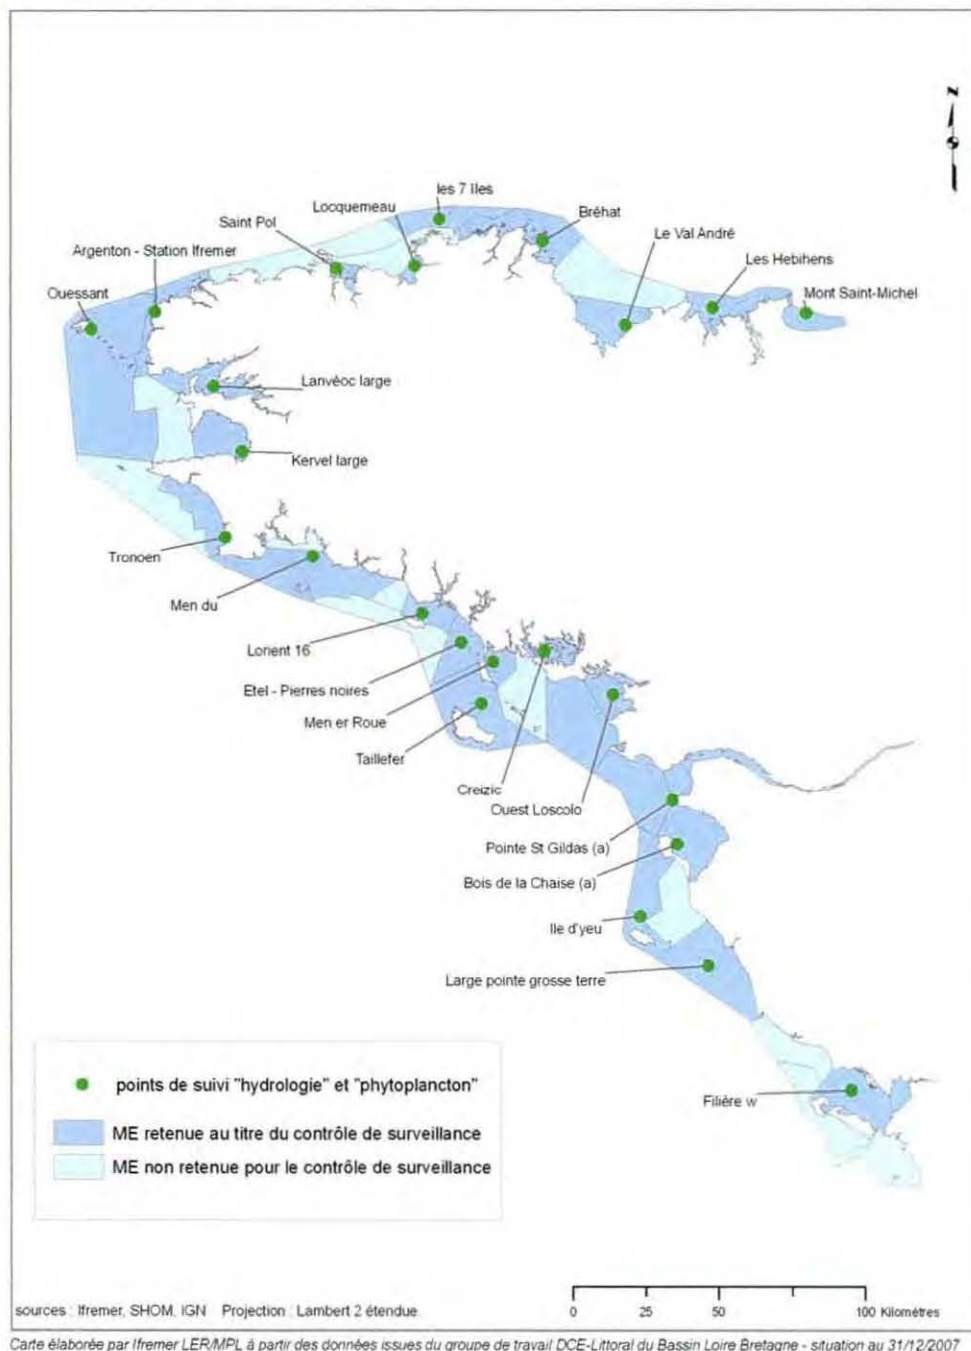 N
les 7 Iles
Locquemeau
Saint Pol
Bréhat
Le Val André
Argenton - Station Ifremer
Les Hebihens
Ouessant
Mont Saint-Michel
Lanvéoc large
Kervel large
Tronoen
Men du
Lorient 16
Etel - Pierres noires
Men er Roue
Taillefer
Creizic
Ouest Loscolo
Pointe St Gildas (a)
Bois de la Chaise (a)
Ile d'yeu
Large pointe grosse terre
Filière w
points de suivi "hydrologie" et "phytoplancton"
ME retenue au titre du contrôle de surveillance
ME non retenue pour le contrôle de surveillance
sources : Ifremer, SHOM, IGN Projection : Lambert 2 étendue
0 25 50 100 Kilomètres
Carte élaborée par Ifremer LER/MPL à partir des données issues du groupe de travail DCE-Littoral du Bassin Loire Bretagne - situation au 31/12/2007